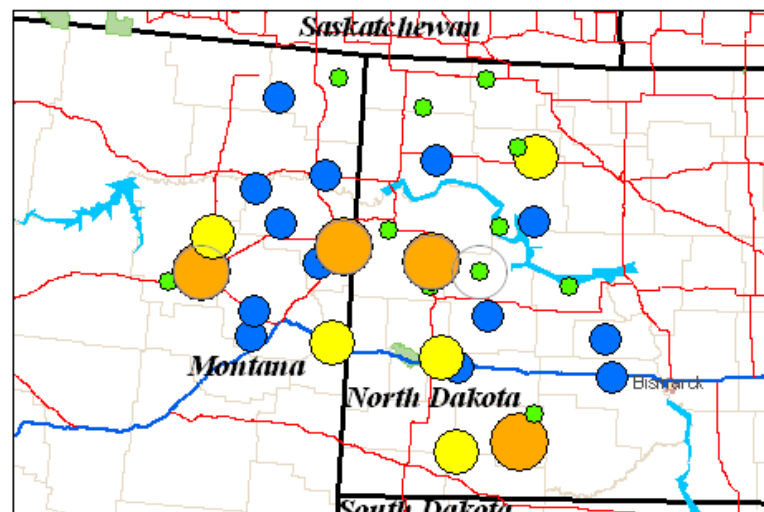 Saskatchewan
Montana
Bismarck
North Dakota
South Dakota